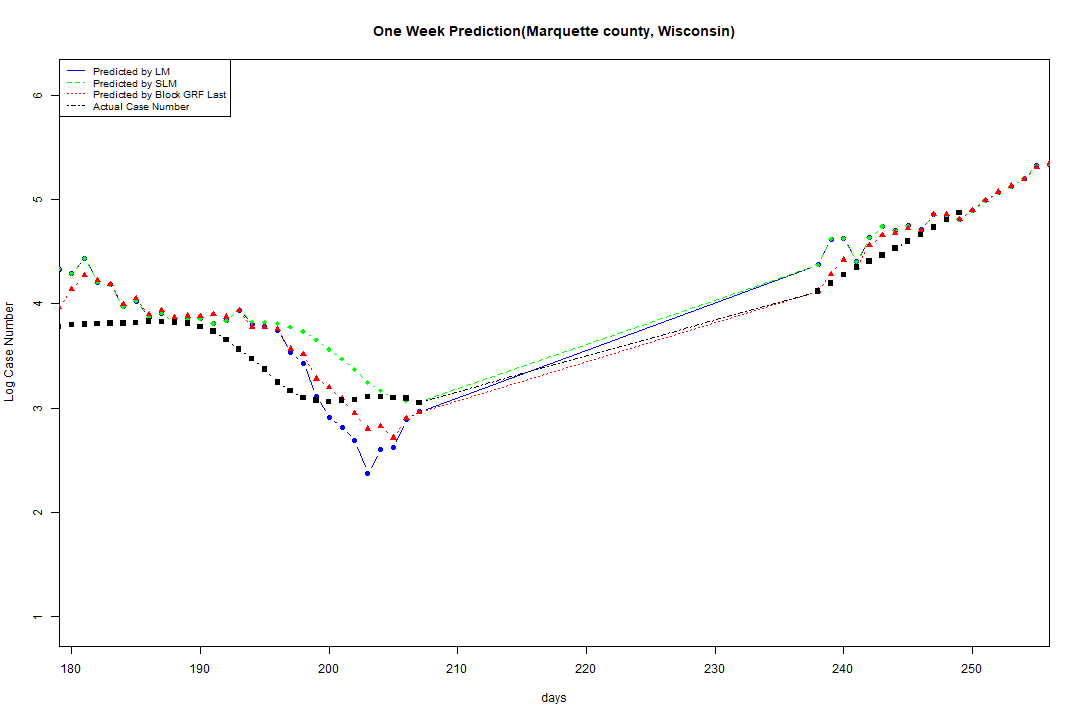 One Week Prediction(Marquette county, Wisconsin)
Predicted by LM
Predicted by SLM
Predicted by Block GRF Last
Actual Case Number
6
5
4
3
2
1
Log Case Number
180 190 200 210 220 230 240 250
days